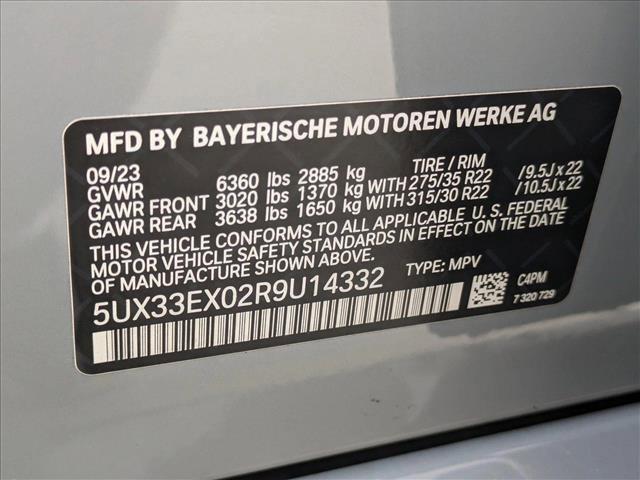 MFD BY BAYERISCHE MOTOREN WERKE AG
09/23 TIRE / RIM
GVWR 6360 lbs 2885 kg
GAWR FRONT 3020 lbs 1370 kg WITH 275/35 R22 / 9.5J x 22
GAWR REAR 3638 lbs 1650 kg WITH 315/30 R22 / 10.5J x 22
THIS VEHICLE CONFORMS TO ALL APPLICABLE U.S. FEDERAL
MOTOR VEHICLE SAFETY STANDARDS IN EFFECT ON THE DATE
OF MANUFACTURE SHOWN ABOVE.
5UX33EX02R9U14332 TYPE: MPV
C4PM
7 320 729